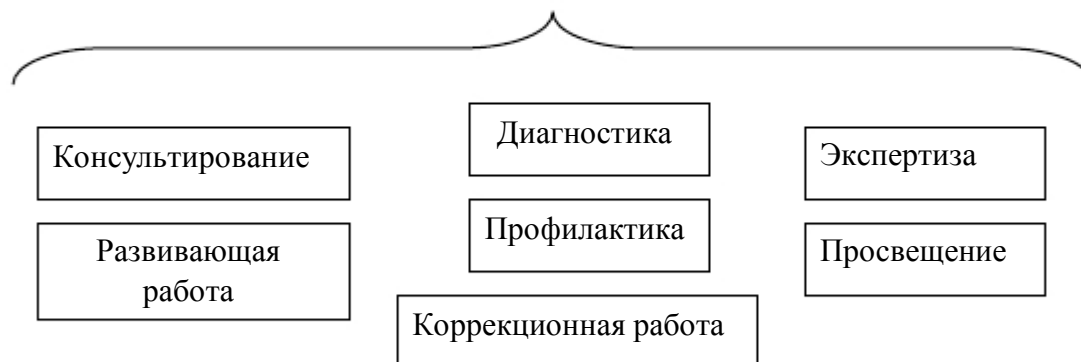 Консультирование
Развивающая
работа
Диагностика
Профилактика
Коррекционная работа
Экспертиза
Просвещение